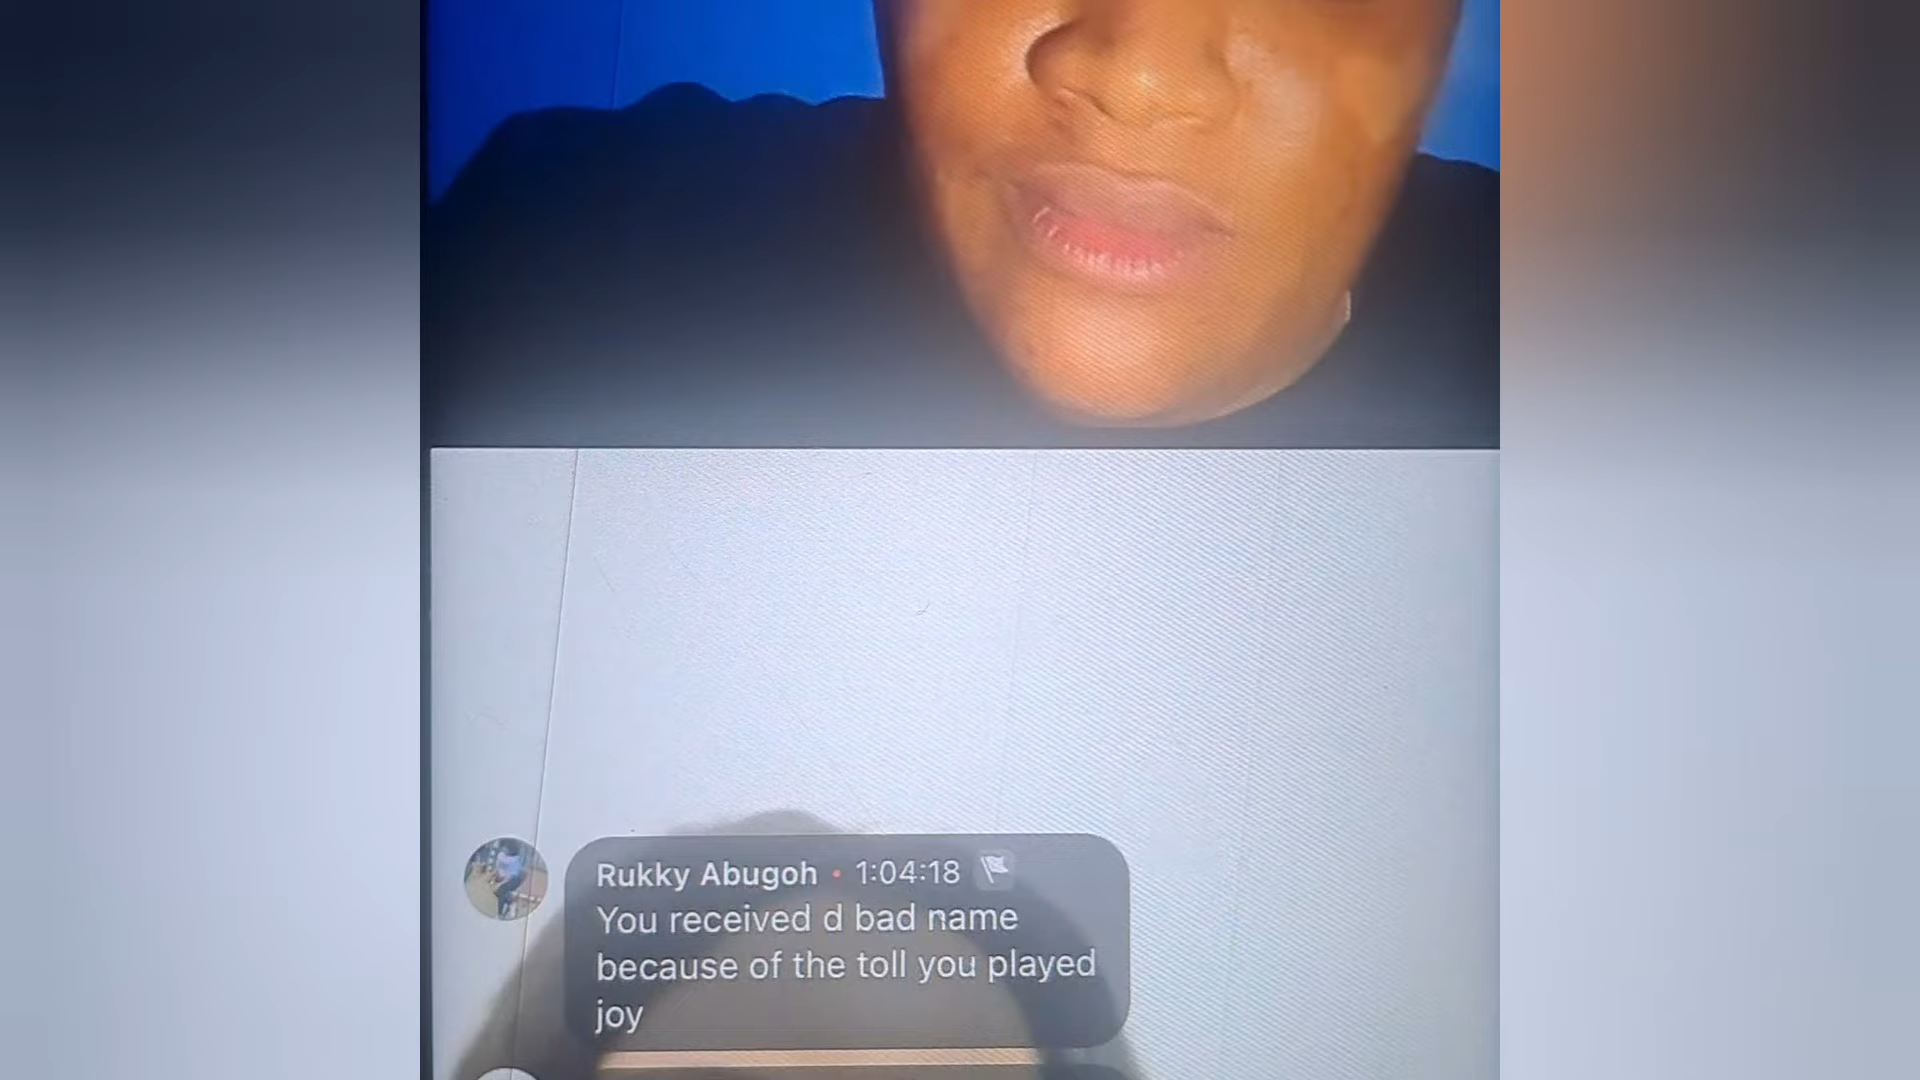 Rukky Abugoh • 1:04:18
You received d bad name
because of the toll you played
joy